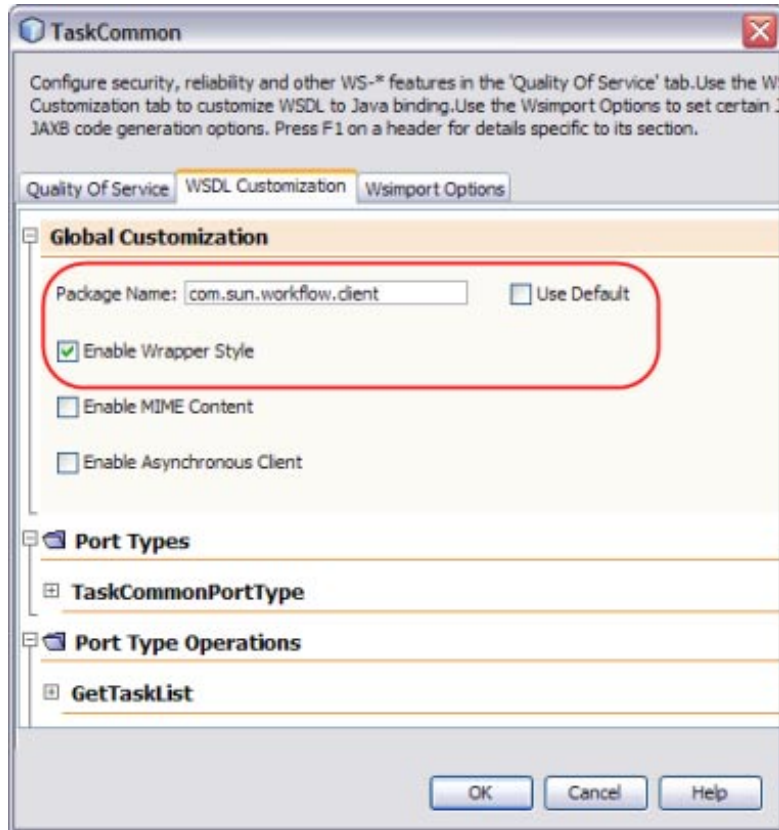 TaskCommon
Configure security, reliability and other WS-* features in the 'Quality Of Service' tab.Use the
Customization tab to customize WSDL to Java binding.Use the Wsimport Options to set certain
JAXB code generation options. Press F1 on a header for details specific to its section.
Quality Of Service WSDL Customization Wsimport Options
Global Customization
Package Name: com.sun.workflow.client Use Default
Enable Wrapper Style
Enable MIME Content
Enable Asynchronous Client
Port Types
TaskCommonPortType
Port Type Operations
GetTaskList
OK Cancel Help